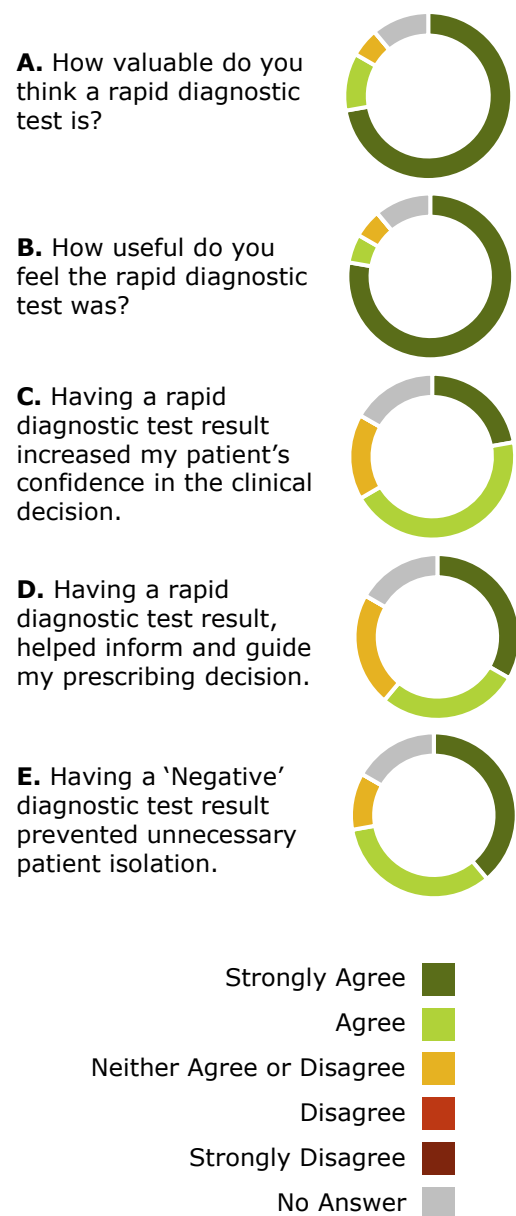 A. How valuable do you
think a rapid diagnostic
test is?
B. How useful do you
feel the rapid diagnostic
test was?
C. Having a rapid
diagnostic test result
increased my patient’s
confidence in the clinical
decision.
D. Having a rapid
diagnostic test result,
helped inform and guide
my prescribing decision.
E. Having a ‘Negative’
diagnostic test result
prevented unnecessary
patient isolation.
Strongly Agree
Agree
Neither Agree or Disagree
Disagree
Strongly Disagree
No Answer